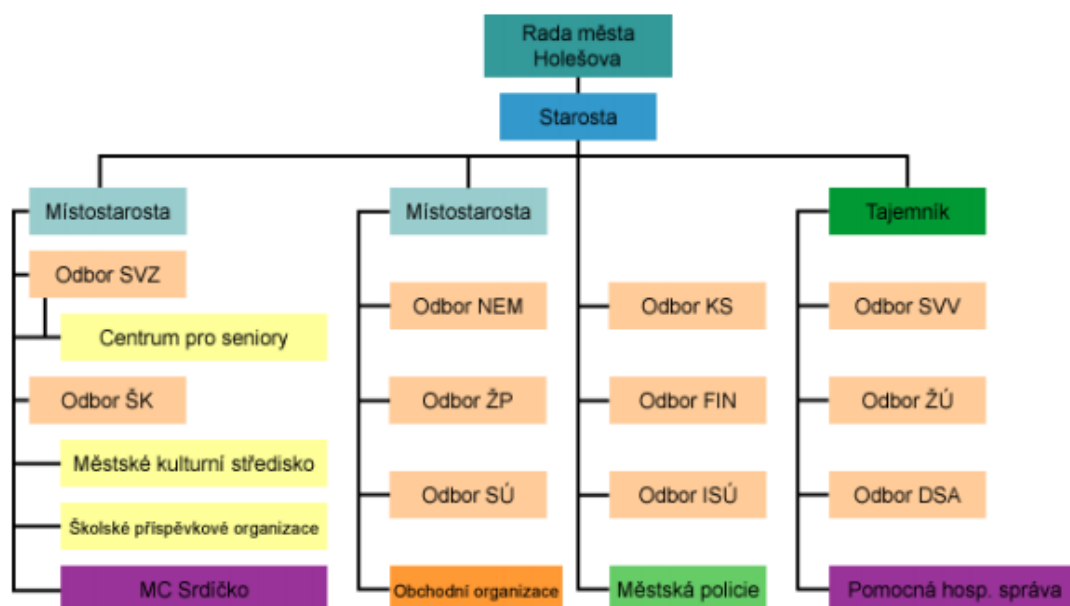 Rada města
Holešova
Starosta
Místostarosta
Místostarosta
Tajemník
Odbor SVZ
Odbor NEM
Odbor KS
Odbor SVV
Centrum pro seniory
Odbor ŠK
Odbor ŽP
Odbor FIN
Odbor ŽÚ
Městské kulturní středisko
Odbor SÚ
Odbor ISÚ
Odbor DSA
Školské příspěvkové organizace
MC Srdíčko
Obchodní organizace
Městská policie
Pomocná hosp. správa